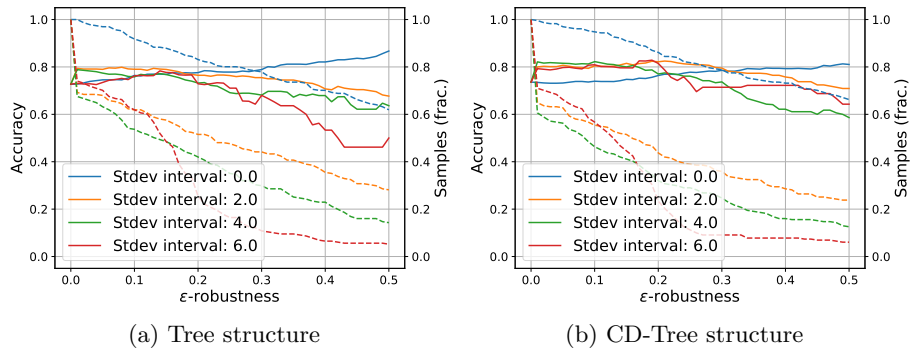 1.0
0.8
0.6
0.4
0.2
0.0
Accuracy
Stdev interval: 0.0
Stdev interval: 2.0
Stdev interval: 4.0
Stdev interval: 6.0
0.0 0.1 0.2 0.3 0.4 0.5
ε-robustness
1.0
0.8
0.6
0.4
0.2
0.0
Samples (frac.)
(a) Tree structure
1.0
0.8
0.6
0.4
0.2
0.0
Accuracy
Stdev interval: 0.0
Stdev interval: 2.0
Stdev interval: 4.0
Stdev interval: 6.0
0.0 0.1 0.2 0.3 0.4 0.5
ε-robustness
1.0
0.8
0.6
0.4
0.2
0.0
Samples (frac.)
(b) CD-Tree structure